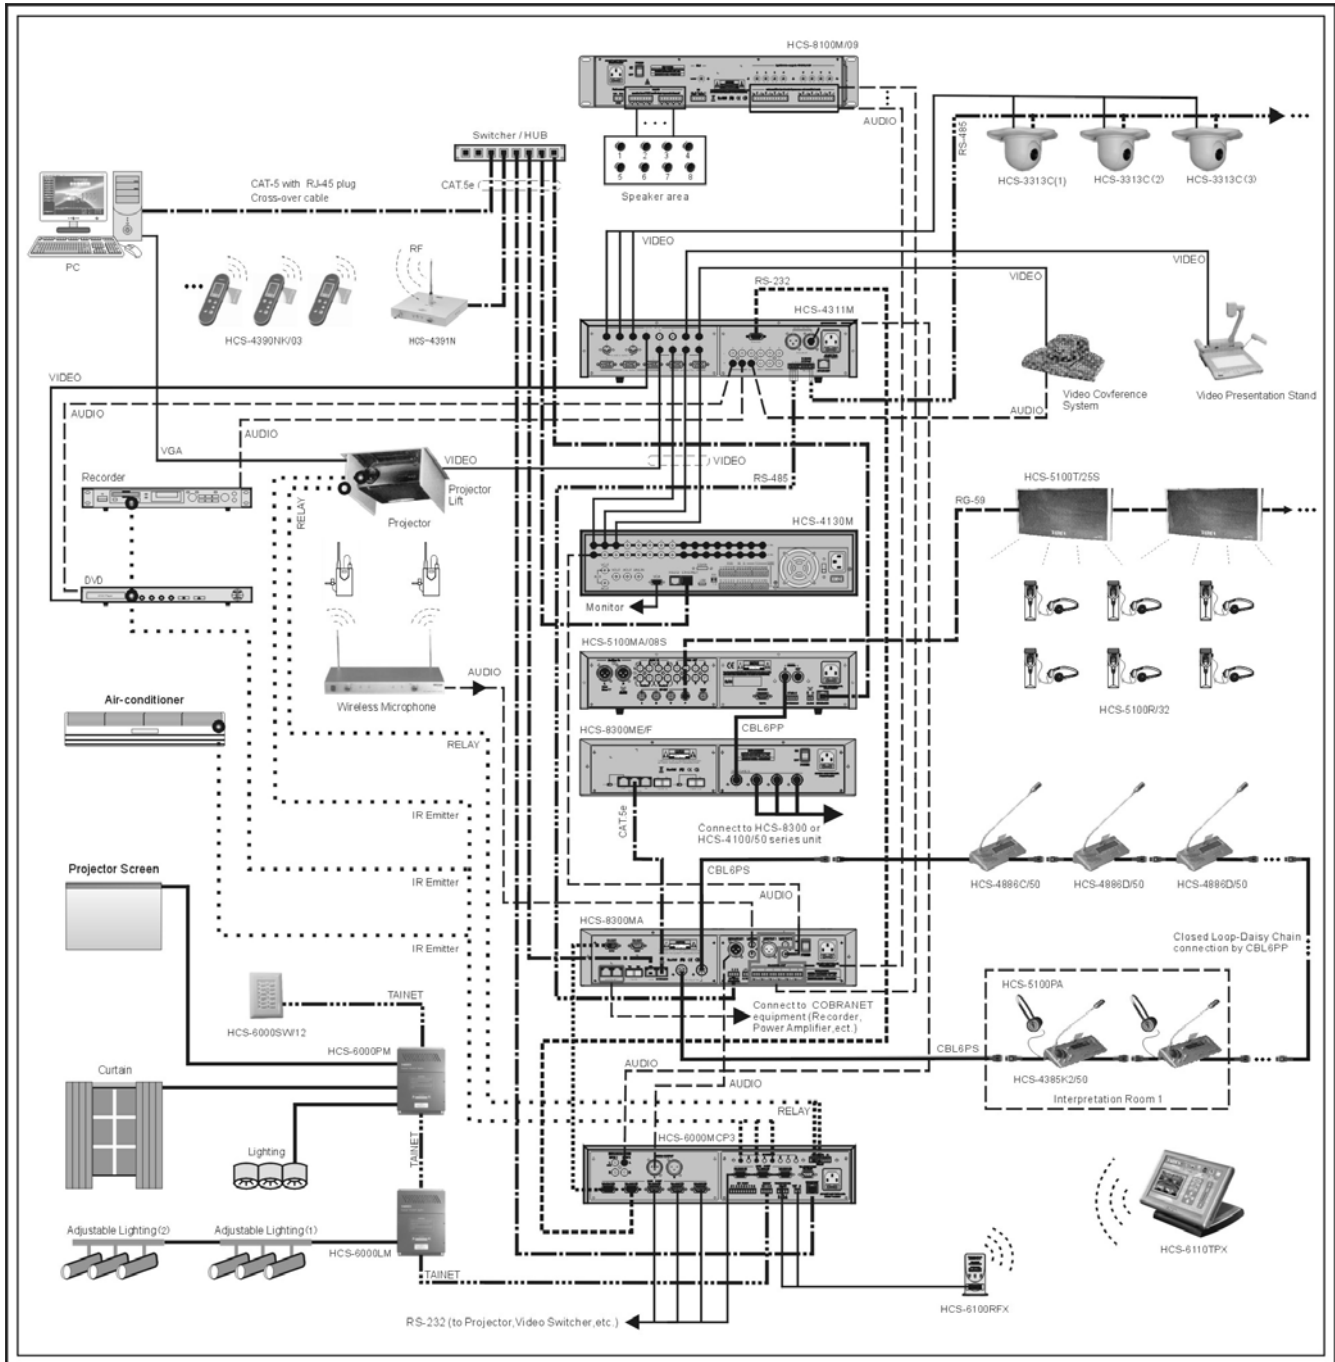 HCS-8100M/09
AUDIO
Switcher / HUB
1 2 3 4
5 6 7 8
Speaker area
RS-485
HCS-3313C(1)
HCS-3313C(2)
HCS-3313C(3)
CAT-5 with RJ-45 plug
Cross-over cable
CAT.5e
PC
RF
HCS-4390NK/03
HCS-4391N
VIDEO
RS-232
VIDEO
VIDEO
HCS-4311M
Video Covference
System
Video Presentation Stand
VIDEO
AUDIO
AUDIO
AUDIO
VGA
VIDEO
VIDEO
RS-485
Recorder
RELAY
Projector
Lift
Projector
HCS-5100T/25S
RG-59
HCS-4130M
DVD
Monitor
HCS-5100MA/08S
AUDIO
Wireless Microphone
Air-conditioner
HCS-5100R/32
RELAY
CBL6PP
HCS-8300ME/F
IR Emitter
CAT.5e
Connect to HCS-8300 or
HCS-4100/50 series unit
Projector Screen
IR Emitter
CBL6PS
AUDIO
HCS-4886C/50
HCS-4886D/50
HCS-4886D/50
HCS-8300MA
IR Emitter
Closed Loop-Daisy Chain
connection by CBL6PP
TAINET
HCS-5100PA
HCS-6000SW/12
Connect to COBRANET
equipment (Recorder,
Power Amplifier,ect.)
HCS-6000PM
CBL6PS
Curtain
AUDIO
AUDIO
HCS-4385K2/50
Interpretation Room 1
RELAY
HCS-6000MCP3
Lighting
TAINET
Adjustable Lighting(2)
Adjustable Lighting(1)
HCS-6000LM
TAINET
HCS-6110TPX
HCS-6100RFX
RS-232 (to Projector,Video Switcher,etc.)